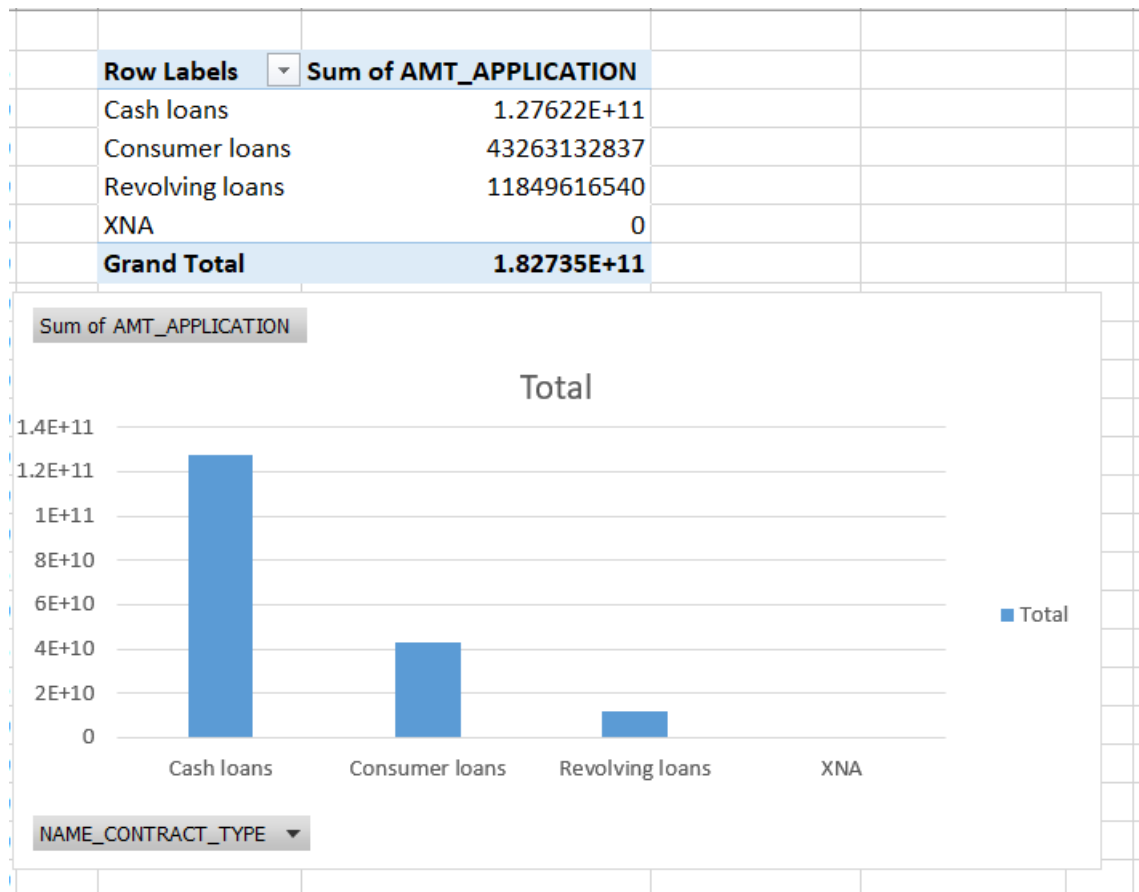 Row Labels Sum of AMT_APPLICATION
Cash loans 1.27622E+11
Consumer loans 43263132837
Revolving loans 11849616540
XNA 0
Grand Total 1.82735E+11
Sum of AMT_APPLICATION
Total
1.4E+11
1.2E+11
1E+11
8E+10
6E+10
4E+10
2E+10
0
Total
Cash loans Consumer loans Revolving loans XNA
NAME_CONTRACT_TYPE